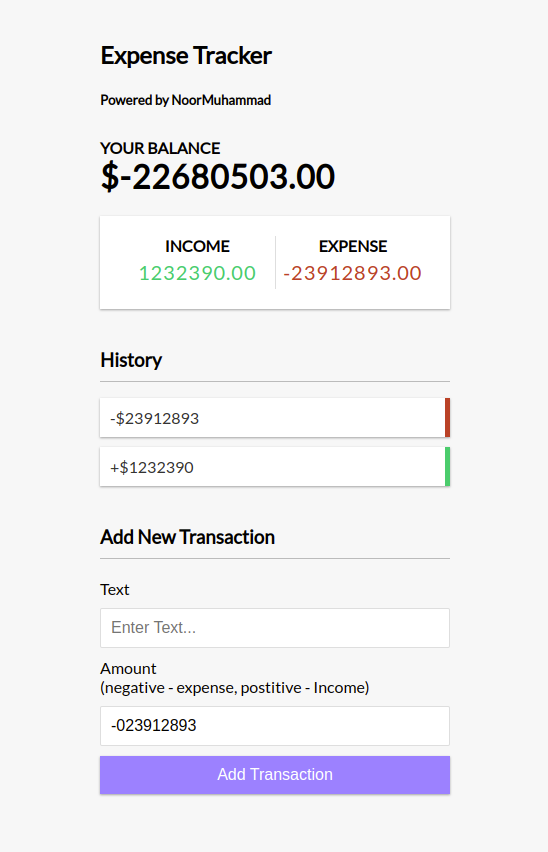 Expense Tracker
Powered by NoorMuhammad
YOUR BALANCE
$-22680503.00
INCOME EXPENSE
1232390.00 -23912893.00
History
-$23912893
+$1232390
Add New Transaction
Text
Enter Text...
Amount
(negative - expense, postitive - Income)
-023912893
Add Transaction